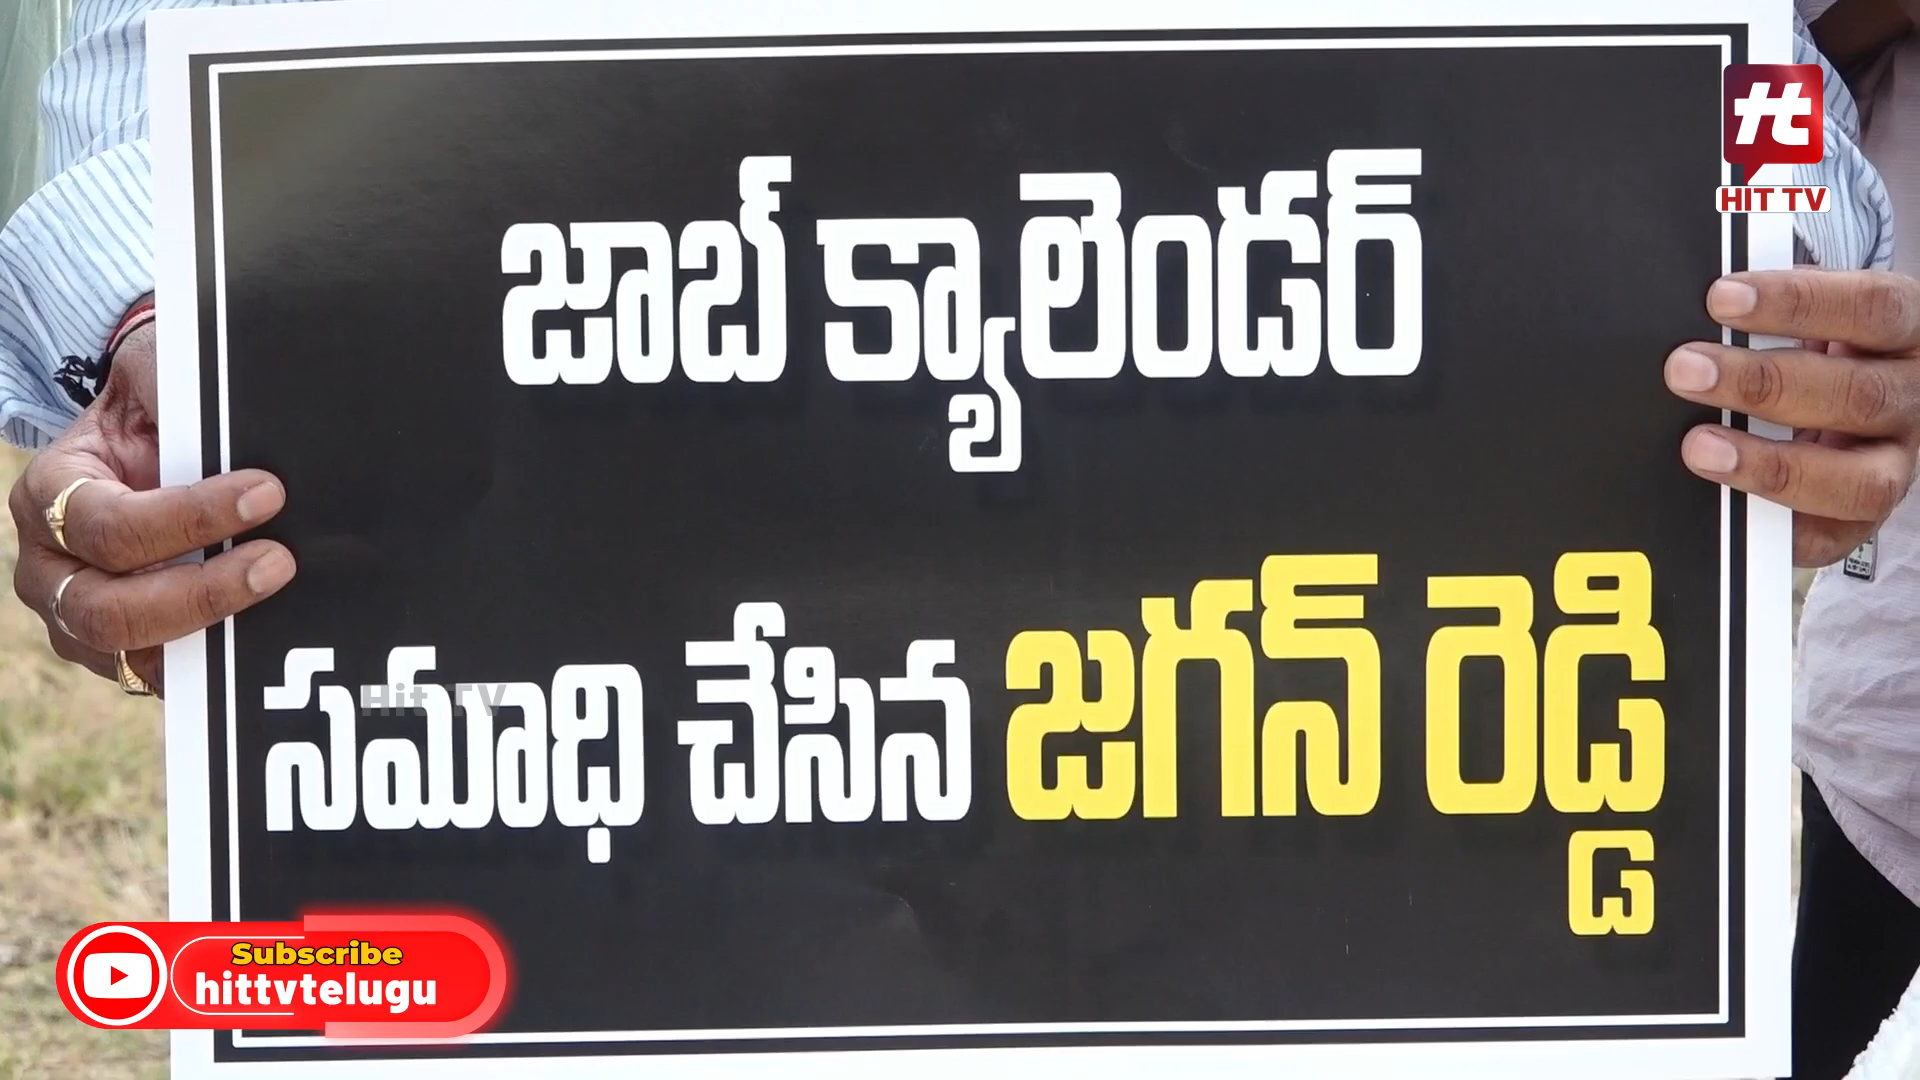 జాబ్ క్యాలెండర్
సమాధి చేసిన జగన్ రెడ్డి
HIT TV
Hit TV
Subscribe
hittvtelugu